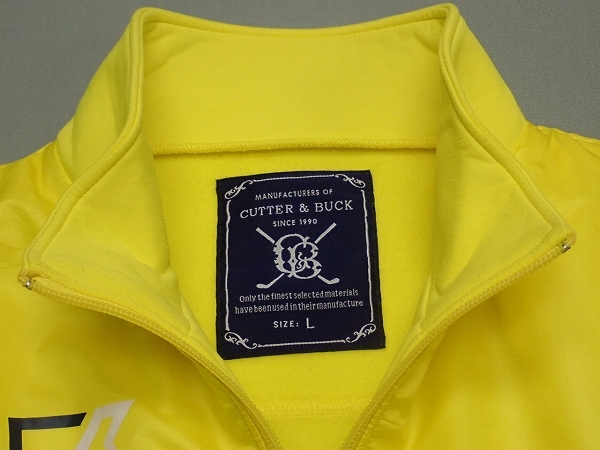 MANUFACTURERS OF
CUTTER & BUCK
SINCE 1990
C&B
Only the finest selected materials
have been used in their manufacture
SIZE: L